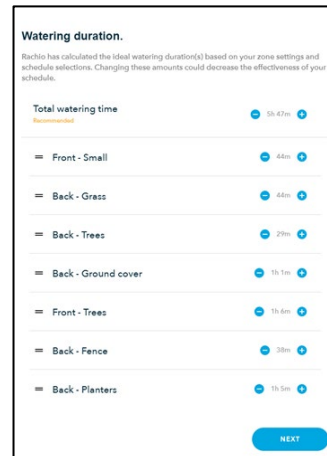 Watering duration.
Rachio has calculated the ideal watering duration(s) based on your zone settings and
schedule selections. Changing these amounts could decrease the effectiveness of your
schedule.
Total watering time
5h 47m
Recommended
Front - Small
44m
Back - Grass
44m
Back - Trees
29m
Back - Ground cover
1h 1m
Front - Trees
1h 6m
Back - Fence
38m
Back - Planters
1h 5m
NEXT